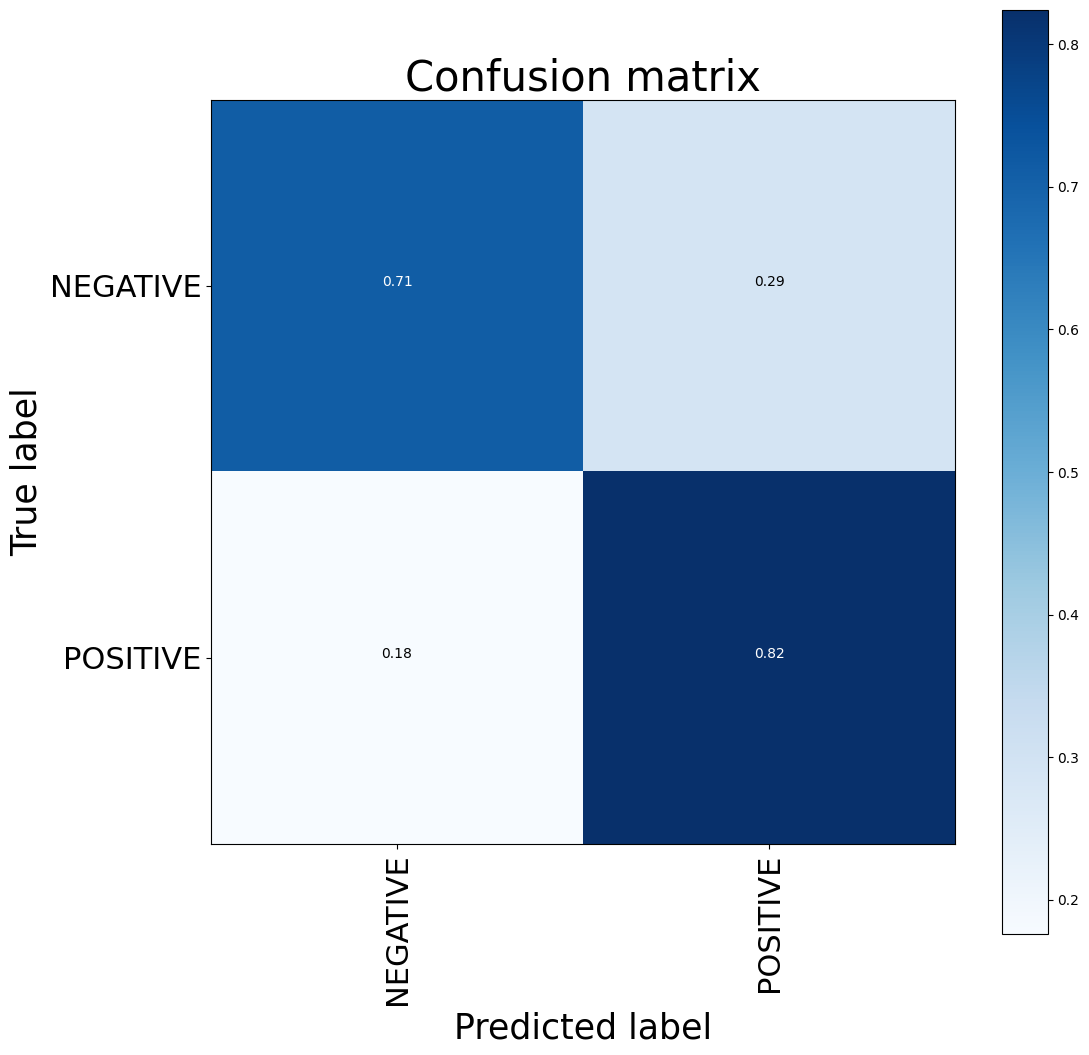 Confusion matrix
True label
NEGATIVE
0.71
0.29
POSITIVE
0.18
0.82
NEGATIVE
POSITIVE
Predicted label
0.8
0.7
0.6
0.5
0.4
0.3
0.2